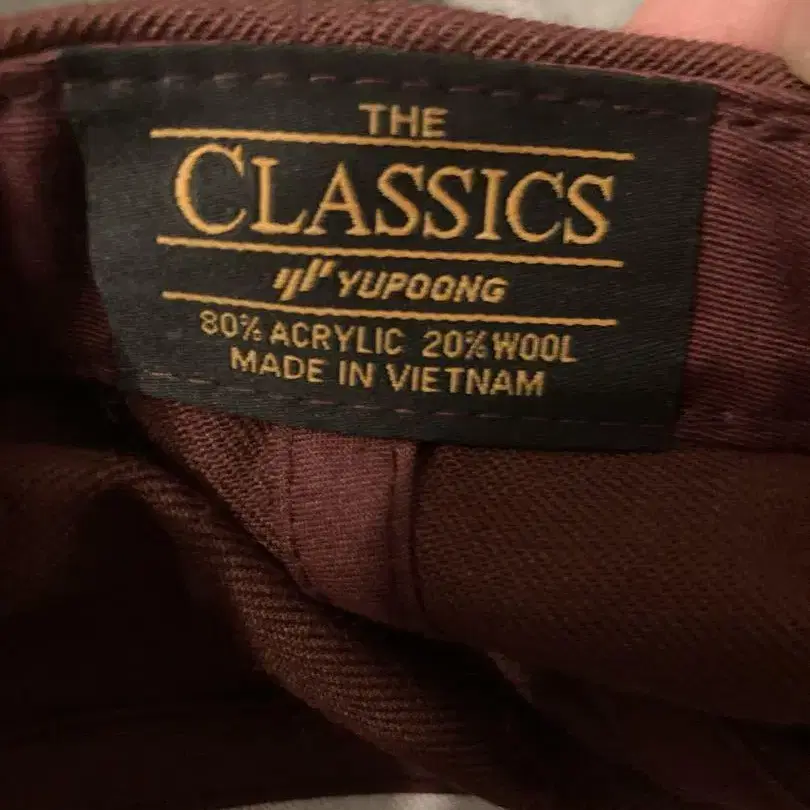 THE
CLASSICS
YUPOONG
80% ACRYLIC 20% WOOL
MADE IN VIETNAM